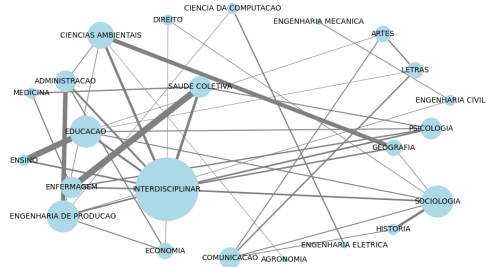 CIENCIA DA COMPUTACAO
DIREITO
ENGENHARIA MECANICA
CIENCIAS AMBIENTAIS
ARTES
LETRAS
ADMINISTRACAO
SAUDE COLETIVA
MEDICINA
ENGENHARIA CIVIL
EDUCACAO
PSICOLOGIA
GEOGRAFIA
ENSINO
ENFERMAGEM
INTERDISCIPLINAR
SOCIOLOGIA
ENGENHARIA DE PRODUCAO
HISTORIA
ENGENHARIA ELETRICA
ECONOMIA
COMUNICACAO
AGRONOMIA